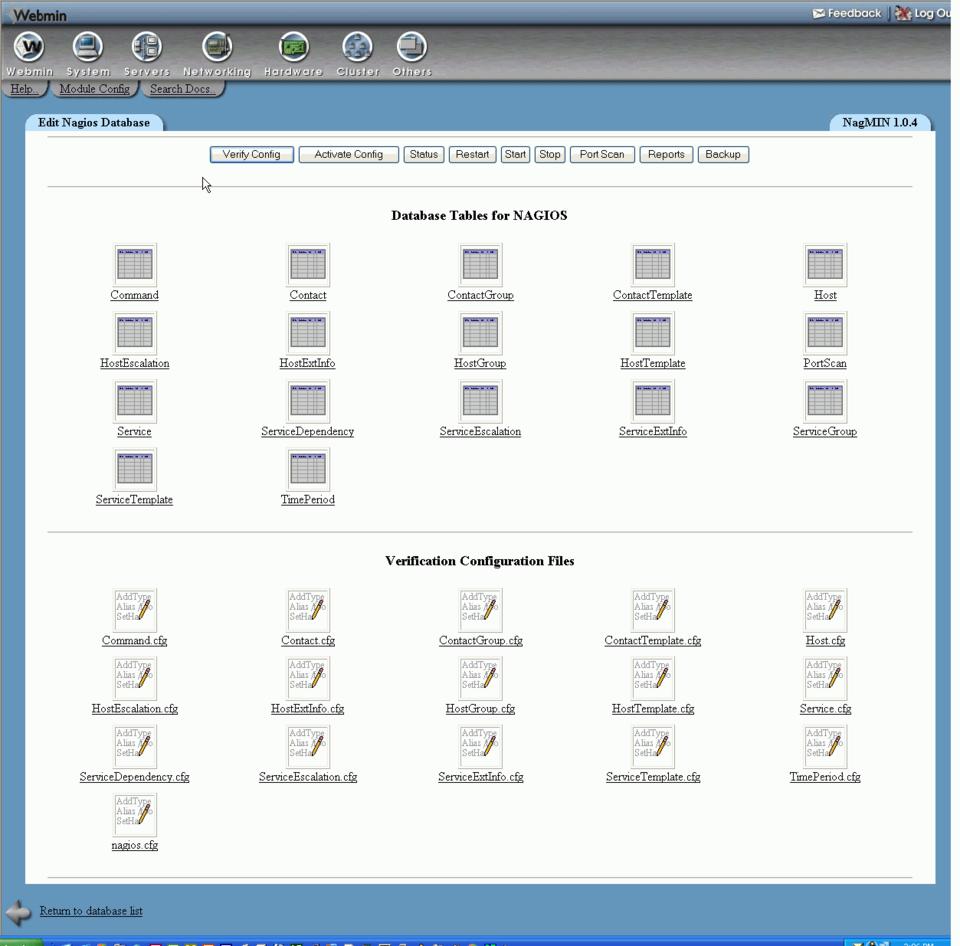 Webmin
Feedback
Log Ou
Webmin System Servers Networking Hardware Cluster Others
Help.. Module Config Search Docs..
Edit Nagios Database
NagMIN 1.0.4
Verify Config Activate Config Status Restart Start Stop Port Scan Reports Backup
Database Tables for NAGIOS
Command Contact ContactGroup ContactTemplate Host
HostEscalation HostExtInfo HostGroup HostTemplate PortScan
Service ServiceDependency ServiceEscalation ServiceExtInfo ServiceGroup
ServiceTemplate TimePeriod
Verification Configuration Files
Command.cfg Contact.cfg ContactGroup.cfg ContactTemplate.cfg Host.cfg
HostEscalation.cfg HostExtInfo.cfg HostGroup.cfg HostTemplate.cfg Service.cfg
ServiceDependency.cfg ServiceEscalation.cfg ServiceExtInfo.cfg ServiceTemplate.cfg TimePeriod.cfg
nagios.cfg
Return to database list